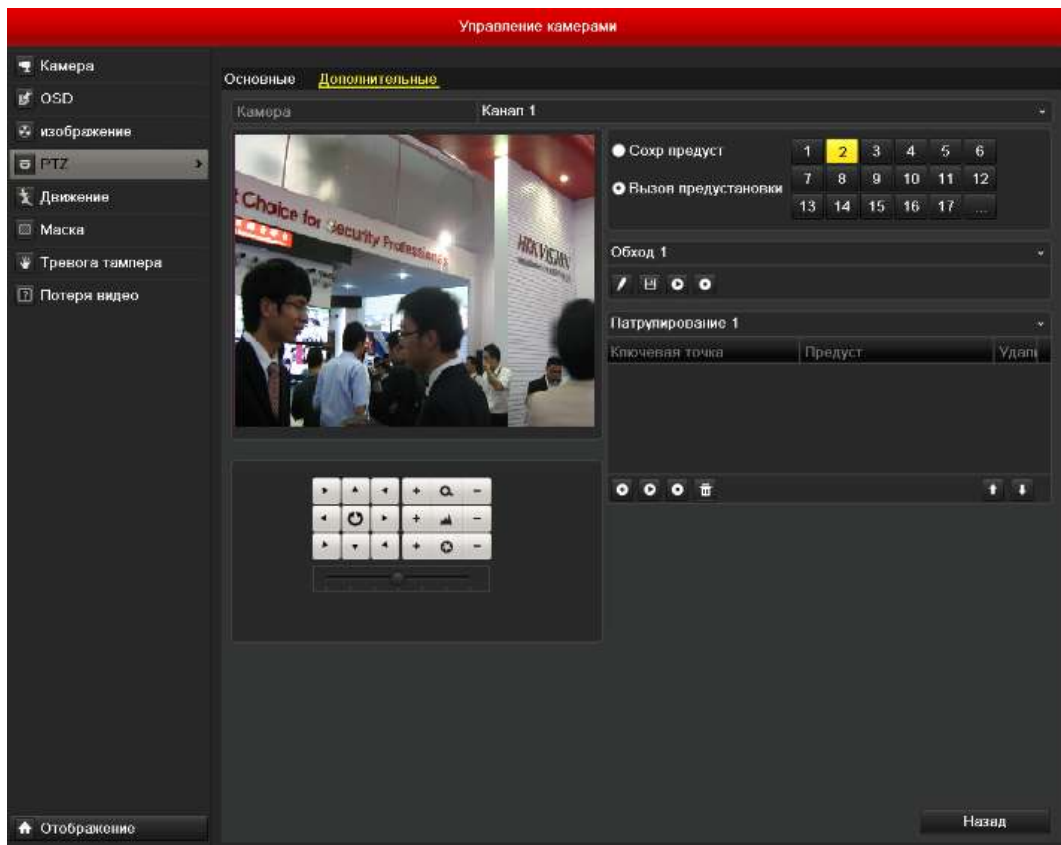 Управление камерами
Камера
OSD
изображение
PTZ
Движение
Маска
Тревога тампера
Потеря видео
Отображение
Основные Дополнительные
Камера Канал 1
t Choice for Security Professionals
HIKVISION
Сохр предуст
Вызов предустановки
1 2 3 4 5 6
7 8 9 10 11 12
13 14 15 16 17 ...
Обход 1
Патрулирование 1
Ключевая точка Предуст Удали
Назад